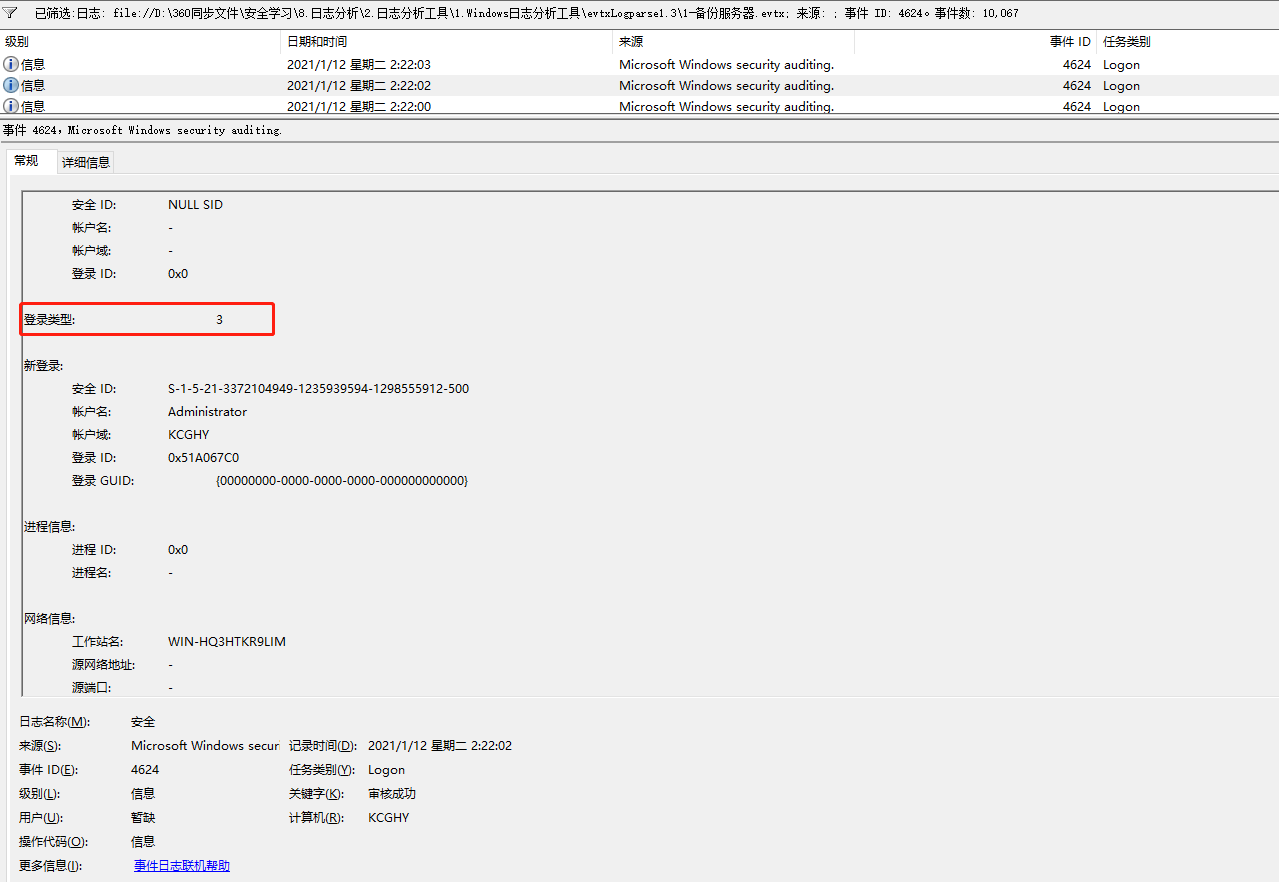 已筛选:日志: file://D:\360同步文件\安全学习\8.日志分析\2.日志分析工具\1.Windows日志分析工具\evtxLogparse1.3\1-备份服务器.evtx; 来源: ; 事件 ID: 4624。事件数: 10,067
级别 日期和时间 来源 事件 ID 任务类别
信息 2021/1/12 星期二 2:22:03 Microsoft Windows security auditing. 4624 Logon
信息 2021/1/12 星期二 2:22:02 Microsoft Windows security auditing. 4624 Logon
信息 2021/1/12 星期二 2:22:00 Microsoft Windows security auditing. 4624 Logon
事件 4624，Microsoft Windows security auditing.
常规 详细信息
安全 ID: NULL SID
帐户名: -
帐户域: -
登录 ID: 0x0
登录类型: 3
新登录:
安全 ID: S-1-5-21-3372104949-1235939594-1298555912-500
帐户名: Administrator
帐户域: KCGHY
登录 ID: 0x51A067C0
登录 GUID: {00000000-0000-0000-0000-000000000000}
进程信息:
进程 ID: 0x0
进程名: -
网络信息:
工作站名: WIN-HQ3HTKR9LIM
源网络地址: -
源端口: -
日志名称(M): 安全
来源(S): Microsoft Windows securi 记录时间(D): 2021/1/12 星期二 2:22:02
事件 ID(E): 4624 任务类别(Y): Logon
级别(L): 信息 关键字(K): 审核成功
用户(U): 暂缺 计算机(R): KCGHY
操作代码(O): 信息
更多信息(I): 事件日志联机帮助